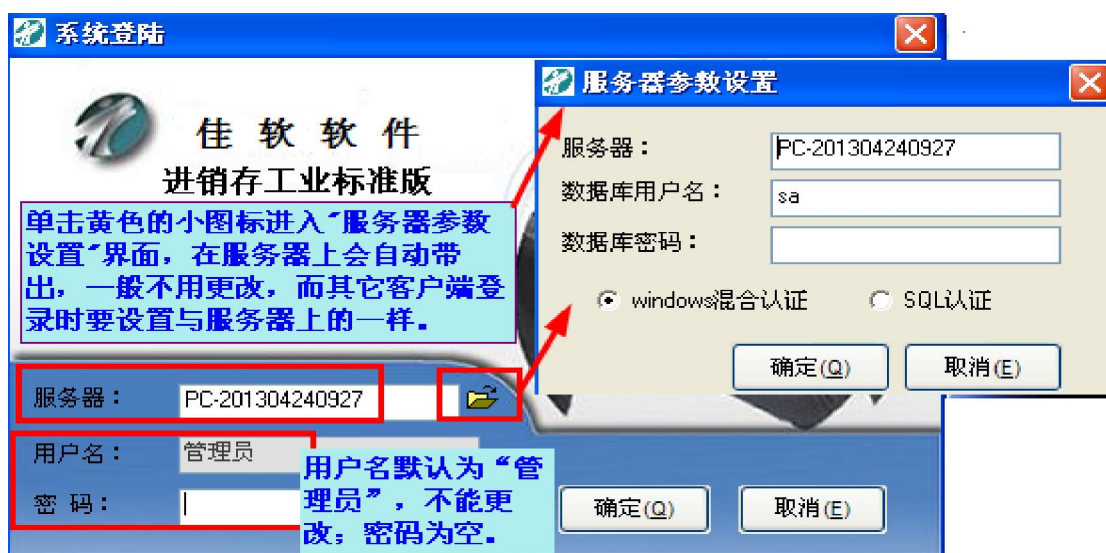 系统登陆
佳软软件
进销存工业标准版
单击黄色的小图标进入“服务器参数
设置“界面，在服务器上会自动带
出，一般不用更改，而其它客户端登
录时要设置与服务器上的一样。
服务器：
PC-201304240927
用户名：
管理员
密 码：
用户名默认为“管
理员”，不能更
改；密码为空。
确定(Q)
取消(E)
服务器参数设置
服务器：
PC-201304240927
数据库用户名：
sa
数据库密码：
windows混合认证
SQL认证
确定(Q)
取消(E)